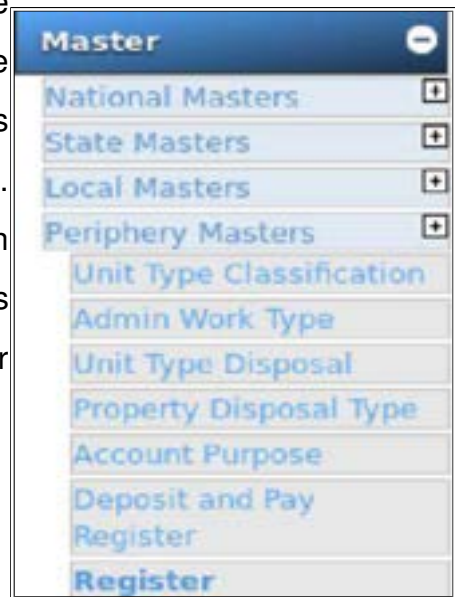 e
Master
e
National Masters
s
State Masters
.
Local Masters
n
Periphery Masters
Unit Type Classification
s
Admin Work Type
r
Unit Type Disposal
Property Disposal Type
Account Purpose
Deposit and Pay
Register
Register